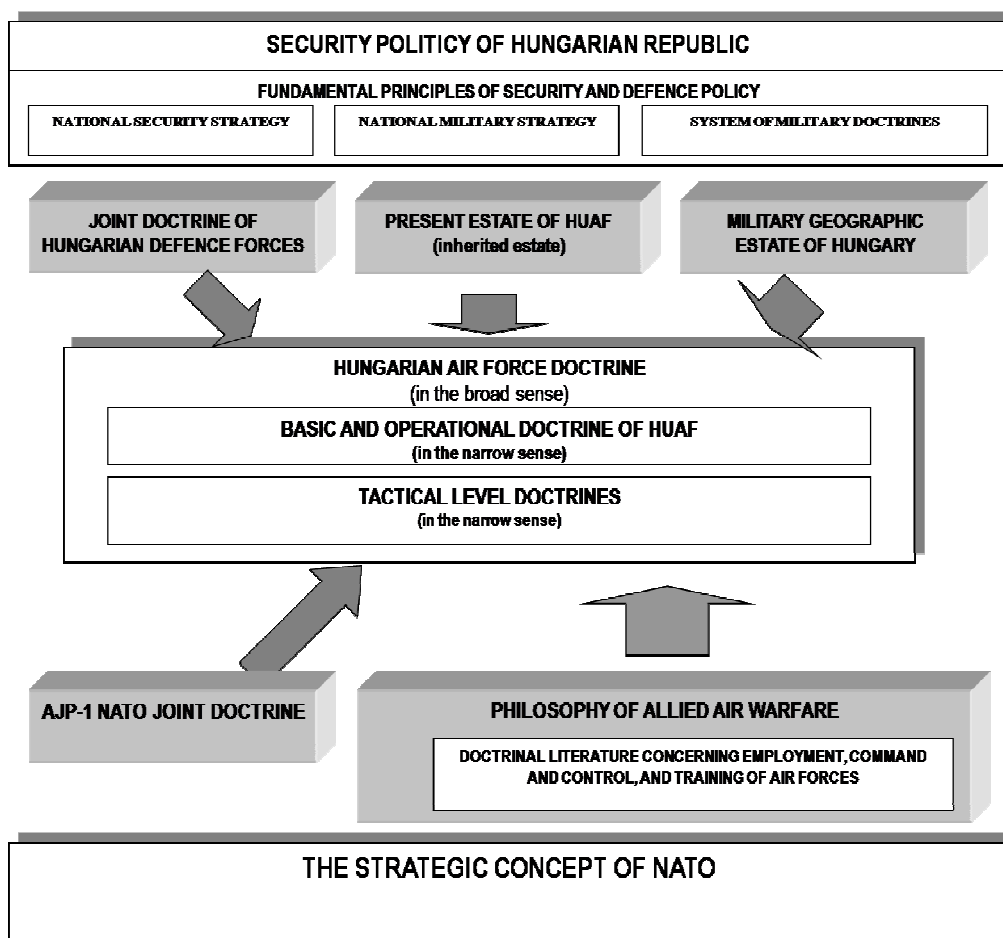 SECURITY POLITICY OF HUNGARIAN REPUBLIC
FUNDAMENTAL PRINCIPLES OF SECURITY AND DEFENCE POLICY
NATIONAL SECURITY STRATEGY
NATIONAL MILITARY STRATEGY
SYSTEM OF MILITARY DOCTRINES
JOINT DOCTRINE OF
HUNGARIAN DEFENCE FORCES
PRESENT ESTATE OF HUAF
(inherited estate)
MILITARY GEOGRAPHIC
ESTATE OF HUNGARY
HUNGARIAN AIR FORCE DOCTRINE
(in the broad sense)
BASIC AND OPERATIONAL DOCTRINE OF HUAF
(in the narrow sense)
TACTICAL LEVEL DOCTRINES
(in the narrow sense)
AJP-1 NATO JOINT DOCTRINE
PHILOSOPHY OF ALLIED AIR WARFARE
DOCTRINAL LITERATURE CONCERNING EMPLOYMENT, COMMAND
AND CONTROL, AND TRAINING OF AIR FORCES
THE STRATEGIC CONCEPT OF NATO